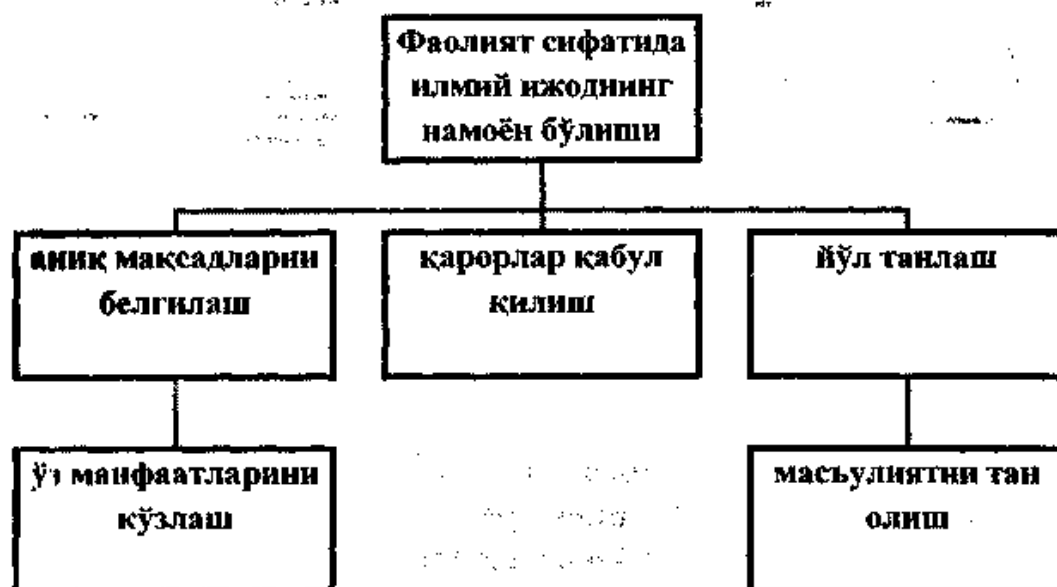 Фаолият сифатида
илмий ижоднинг
намоён бўлиши
аниқ мақсадларни
белгилаш
қарорлар қабул
қилиш
йўл танлаш
ўз манфаатларини
кўзлаш
масъулиятни тан
олиш